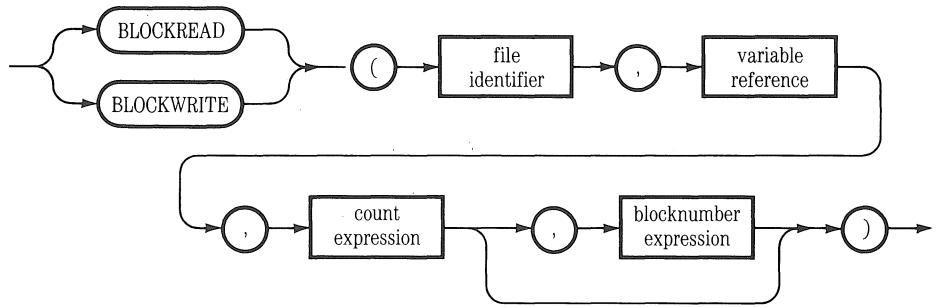 BLOCKREAD
BLOCKWRITE
(
file
identifier
,
variable
reference
,
count
expression
,
blocknumber
expression
)